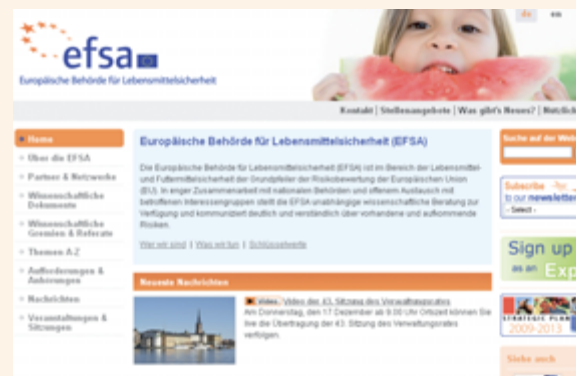 de en
efsa
Europäische Behörde für Lebensmittelsicherheit
Kontakt | Stellenangebote | Was gibt's Neues? | Nützlich
Home
Über die EFSA
Partner & Netzwerke
Wissenschaftliche
Dokumente
Wissenschaftliche
Gremien & Referate
Themen A-Z
Aufforderungen &
Anhörungen
Nachrichten
Veranstaltungen &
Sitzungen
Europäische Behörde für Lebensmittelsicherheit (EFSA)
Die Europäische Behörde für Lebensmittelsicherheit (EFSA) ist im Bereich der Lebensmittel-
und Futtermittelsicherheit der Grundpfeiler der Risikobewertung der Europäischen Union
(EU). In enger Zusammenarbeit mit nationalen Behörden und offenem Austausch mit
betroffenen Interessengruppen stellt die EFSA unabhängige wissenschaftliche Beratung zur
Verfügung und kommuniziert deutlich und verständlich über vorhandene und aufkommende
Risiken.
Wer wir sind | Was wir tun | Schlüsselwerte
Neueste Nachrichten
Video Video der 43. Sitzung des Verwaltungsrates
Am Donnerstag, den 17 Dezember ab 9.00 Uhr Ortszeit können Sie
live die Übertragung der 43. Sitzung des Verwaltungsrates
verfolgen.
Suche auf der Web
Subscribe
to our newsletter
- Select -
Sign up
as an Exp
STRATEGIC PLAN
2009-2013
Siehe auch